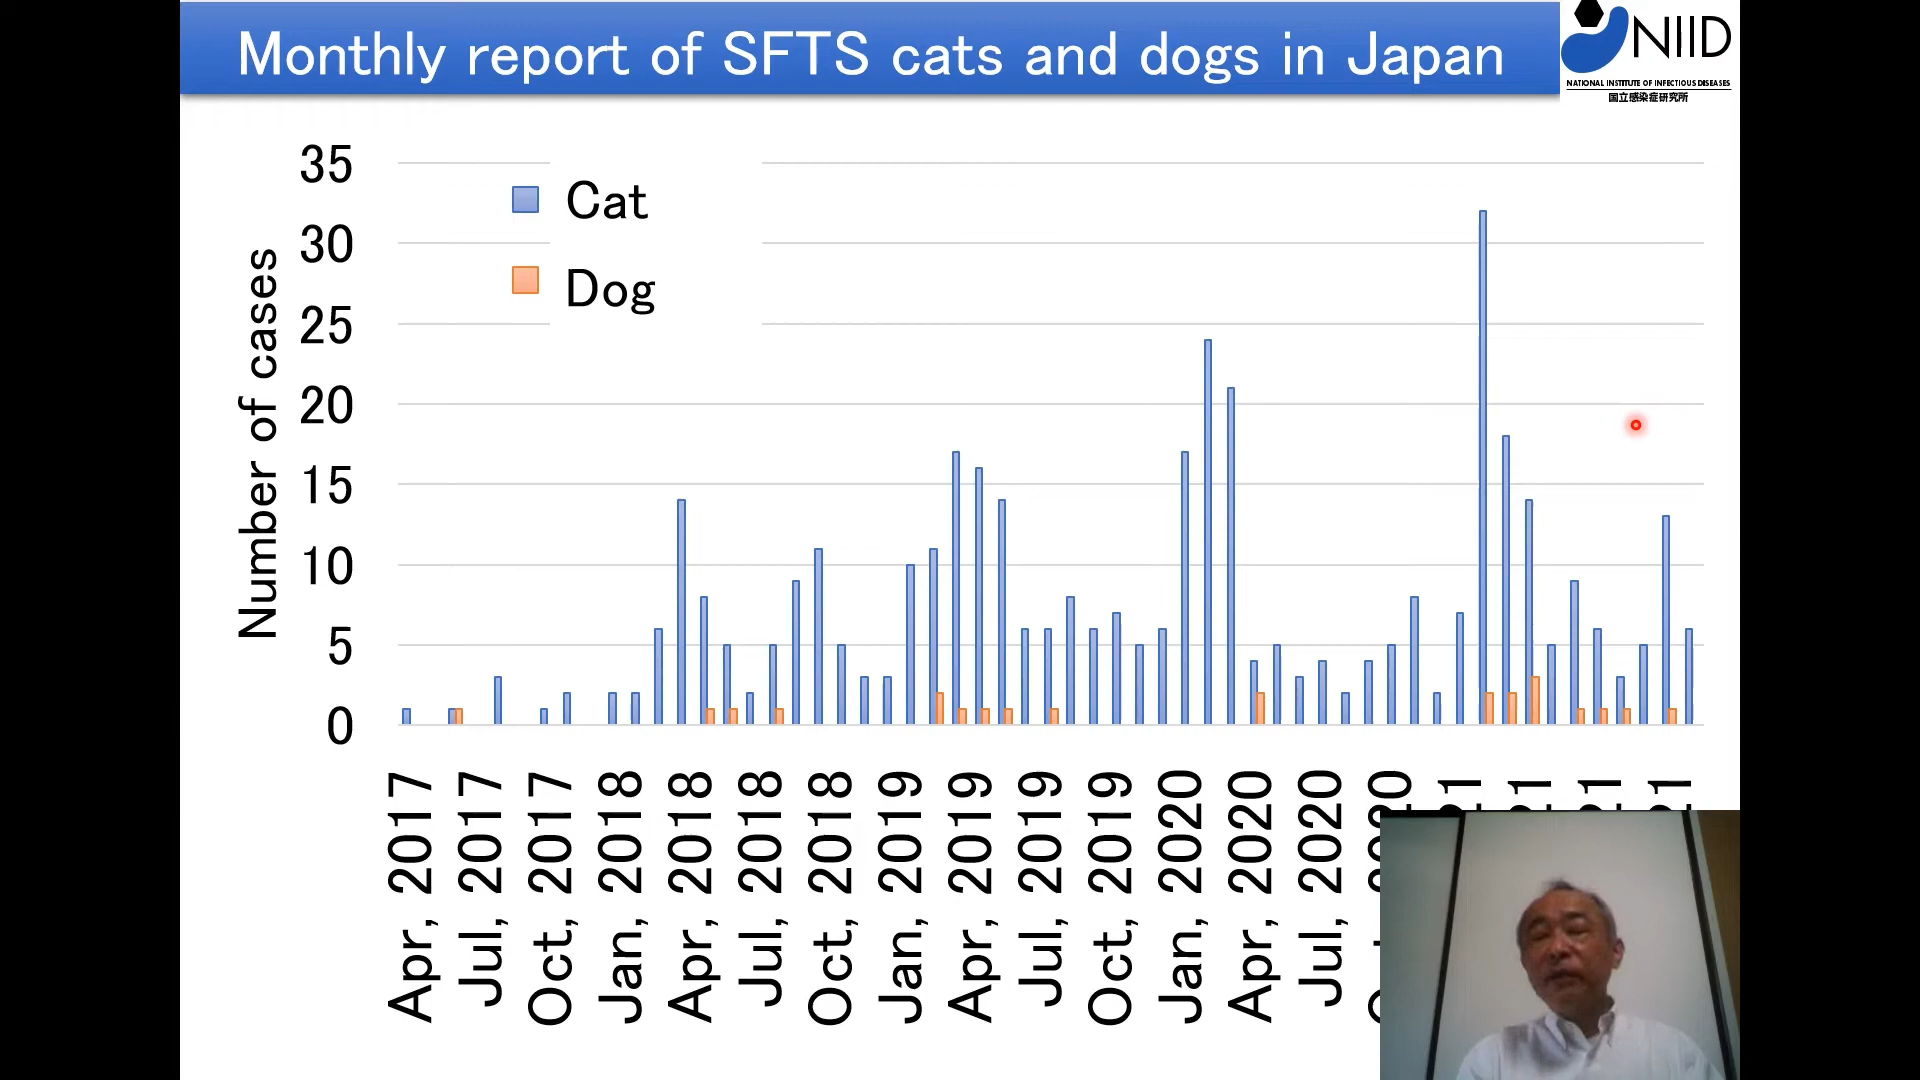 Monthly report of SFTS cats and dogs in Japan
NIID
NATIONAL INSTITUTE OF INFECTIOUS DISEASES
国立感染症研究所
Number of cases
35
30
25
20
15
10
5
0
Cat
Dog
Apr, 2017
Jul, 2017
Oct, 2017
Jan, 2018
Apr, 2018
Jul, 2018
Oct, 2018
Jan, 2019
Apr, 2019
Jul, 2019
Oct, 2019
Jan, 2020
Apr, 2020
Jul, 2020